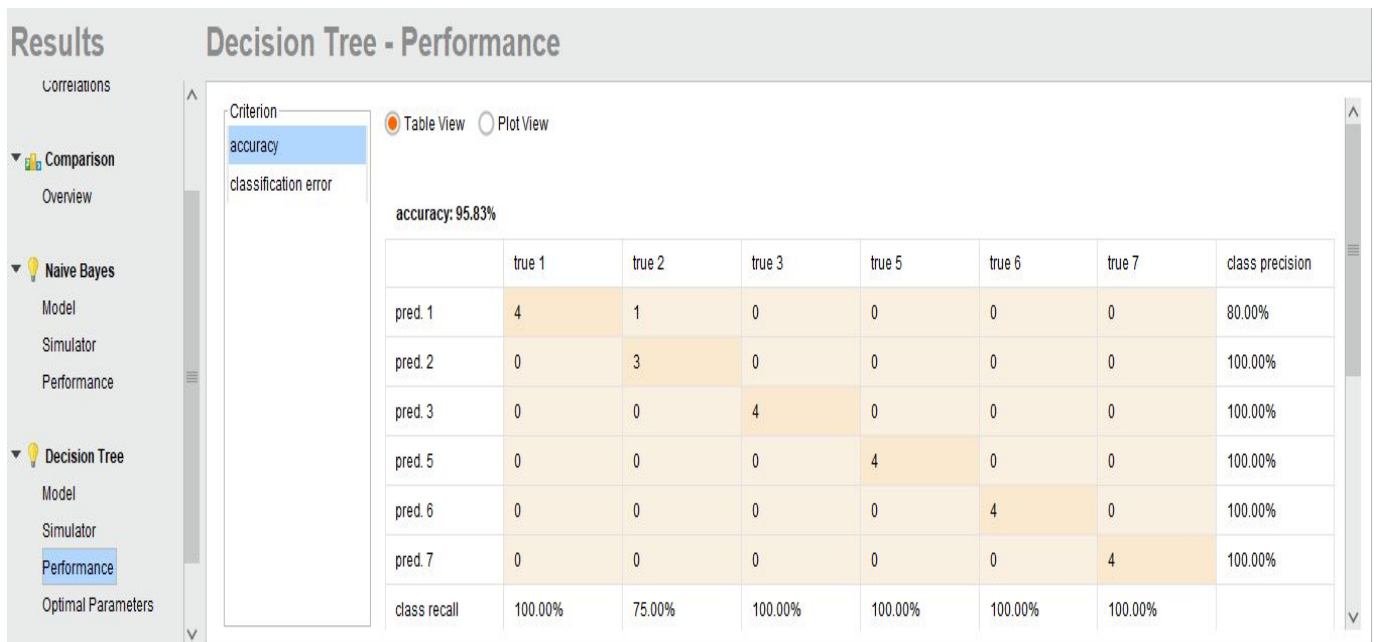 Results
Correlations
Comparison
Overview
Naive Bayes
Model
Simulator
Performance
Decision Tree
Model
Simulator
Performance
Optimal Parameters
Decision Tree - Performance
Criterion
accuracy
classification error
Table View Plot View
accuracy: 95.83%
true 1 true 2 true 3 true 5 true 6 true 7 class precision
pred. 1 4 1 0 0 0 0 80.00%
pred. 2 0 3 0 0 0 0 100.00%
pred. 3 0 0 4 0 0 0 100.00%
pred. 5 0 0 0 4 0 0 100.00%
pred. 6 0 0 0 0 4 0 100.00%
pred. 7 0 0 0 0 0 4 100.00%
class recall 100.00% 75.00% 100.00% 100.00% 100.00% 100.00%